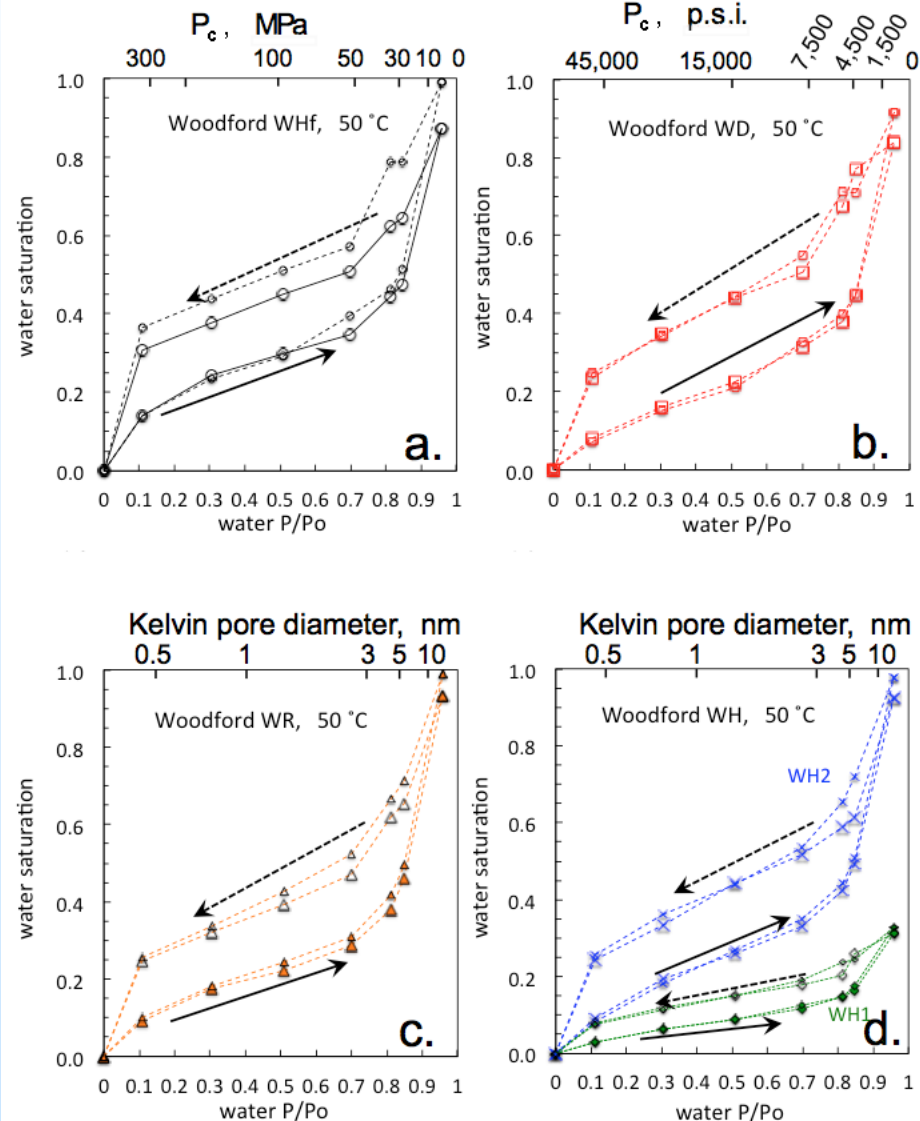 Pc, MPa
300 100 50 30 10 0
1.0
0.8
0.6
0.4
0.2
0.0
water saturation
Woodford WHf, 50 ˚C
a.
0 0.1 0.2 0.3 0.4 0.5 0.6 0.7 0.8 0.9 1
water P/Po
Pc, p.s.i.
45,000 15,000 7,500 4,500 1,500 0
1.0
0.8
0.6
0.4
0.2
0.0
water saturation
Woodford WD, 50 ˚C
b.
0 0.1 0.2 0.3 0.4 0.5 0.6 0.7 0.8 0.9 1
water P/Po
Kelvin pore diameter, nm
0.5 1 3 5 10
1.0
0.8
0.6
0.4
0.2
0.0
water saturation
Woodford WR, 50 ˚C
c.
0 0.1 0.2 0.3 0.4 0.5 0.6 0.7 0.8 0.9 1
water P/Po
Kelvin pore diameter, nm
0.5 1 3 5 10
1.0
0.8
0.6
0.4
0.2
0.0
water saturation
Woodford WH, 50 ˚C
WH2
WH1
d.
0 0.1 0.2 0.3 0.4 0.5 0.6 0.7 0.8 0.9 1
water P/Po